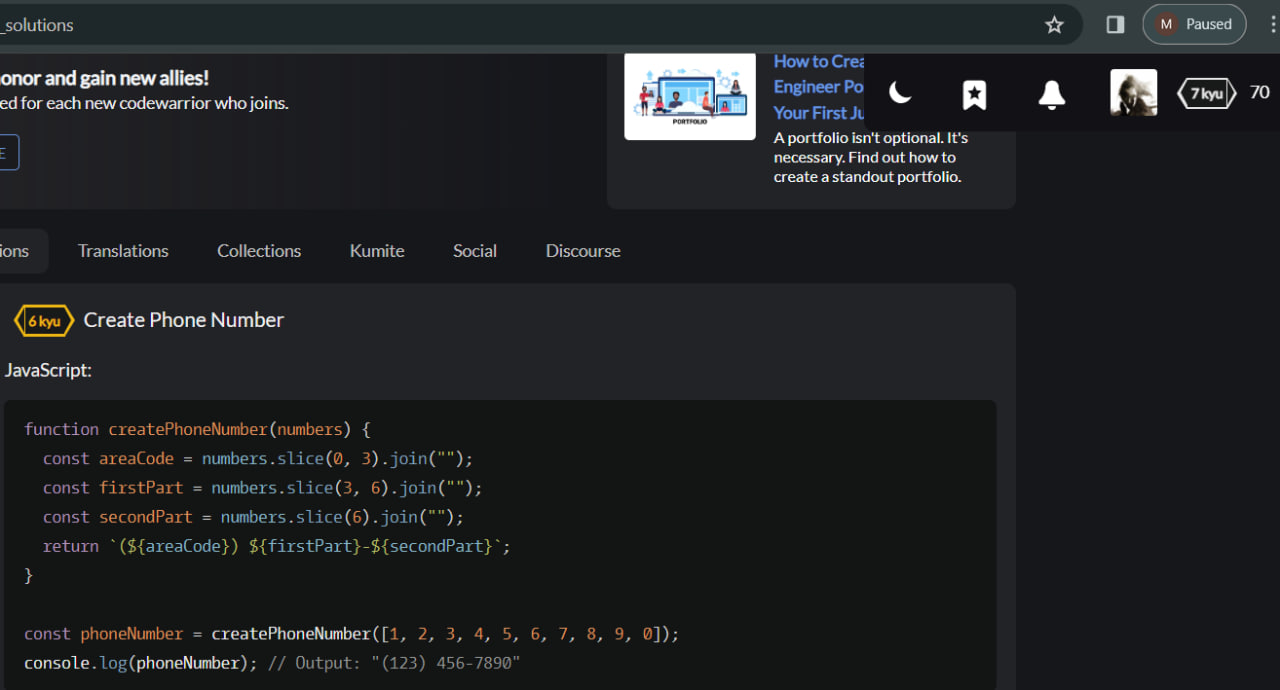 _solutions
M Paused
onor and gain new allies!
ed for each new codewarrior who joins.
E
PORTFOLIO
How to Crea
Engineer Po
Your First Ju
A portfolio isn't optional. It's
necessary. Find out how to
create a standout portfolio.
7 kyu 70
ions Translations Collections Kumite Social Discourse
6 kyu Create Phone Number
JavaScript:
function createPhoneNumber(numbers) {
  const areaCode = numbers.slice(0, 3).join("");
  const firstPart = numbers.slice(3, 6).join("");
  const secondPart = numbers.slice(6).join("");
  return `(${areaCode}) ${firstPart}-${secondPart}`;
}
const phoneNumber = createPhoneNumber([1, 2, 3, 4, 5, 6, 7, 8, 9, 0]);
console.log(phoneNumber); // Output: "(123) 456-7890"